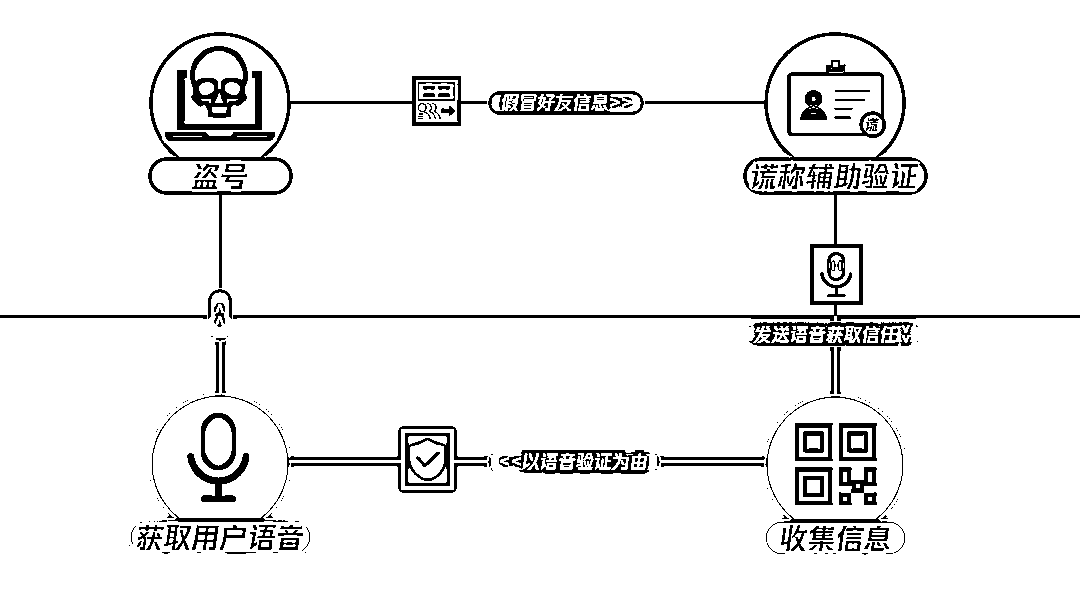 假冒好友信息>>
谎
盗号
谎称辅助验证
发送语音获取信任
<<以语音验证为由
获取用户语音
收集信息